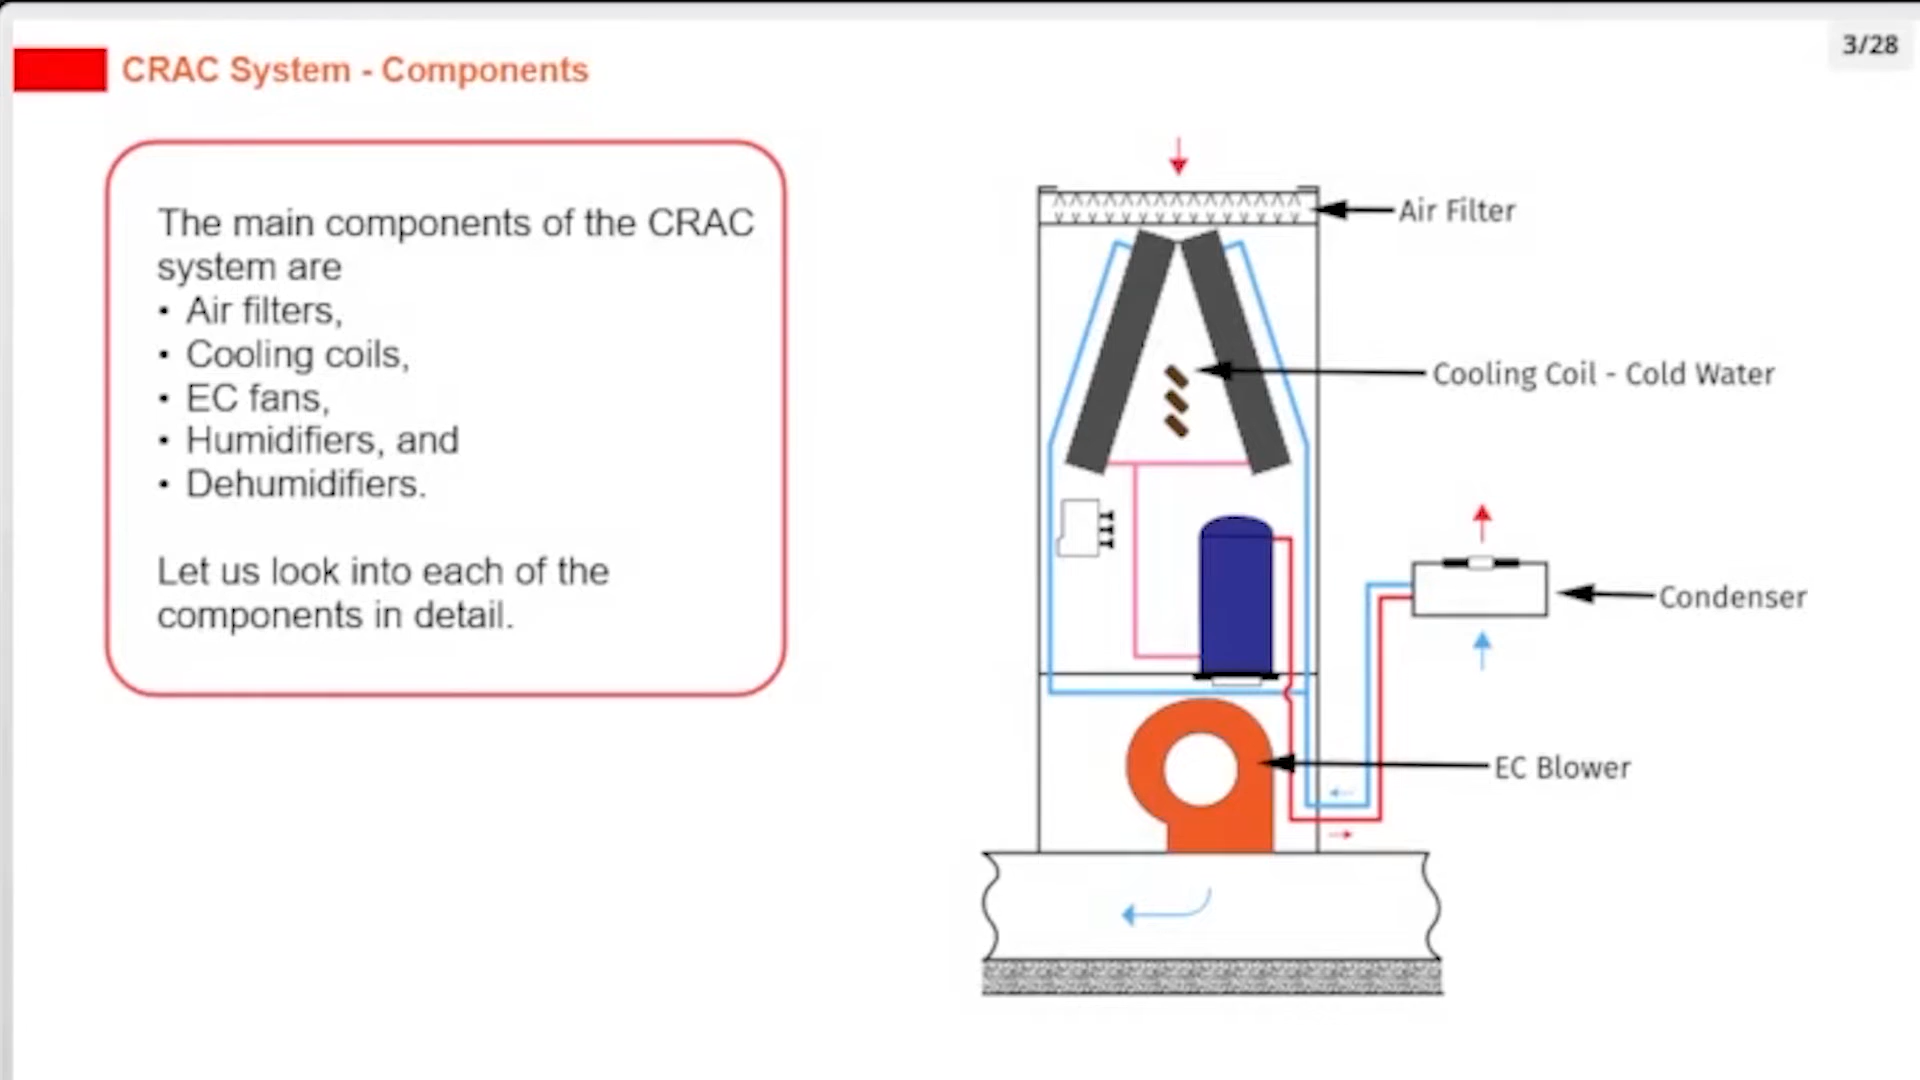 CRAC System - Components
3/28
The main components of the CRAC
system are
• Air filters,
• Cooling coils,
• EC fans,
• Humidifiers, and
• Dehumidifiers.
Let us look into each of the
components in detail.
Air Filter
Cooling Coil - Cold Water
Condenser
EC Blower